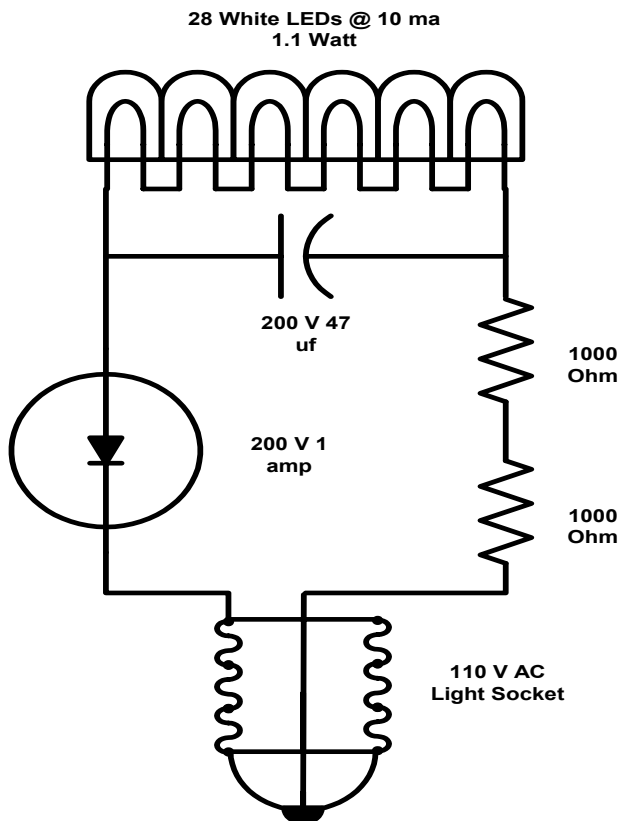 28 White LEDs @ 10 ma
1.1 Watt
200 V 47
uf
1000
Ohm
200 V 1
amp
1000
Ohm
110 V AC
Light Socket